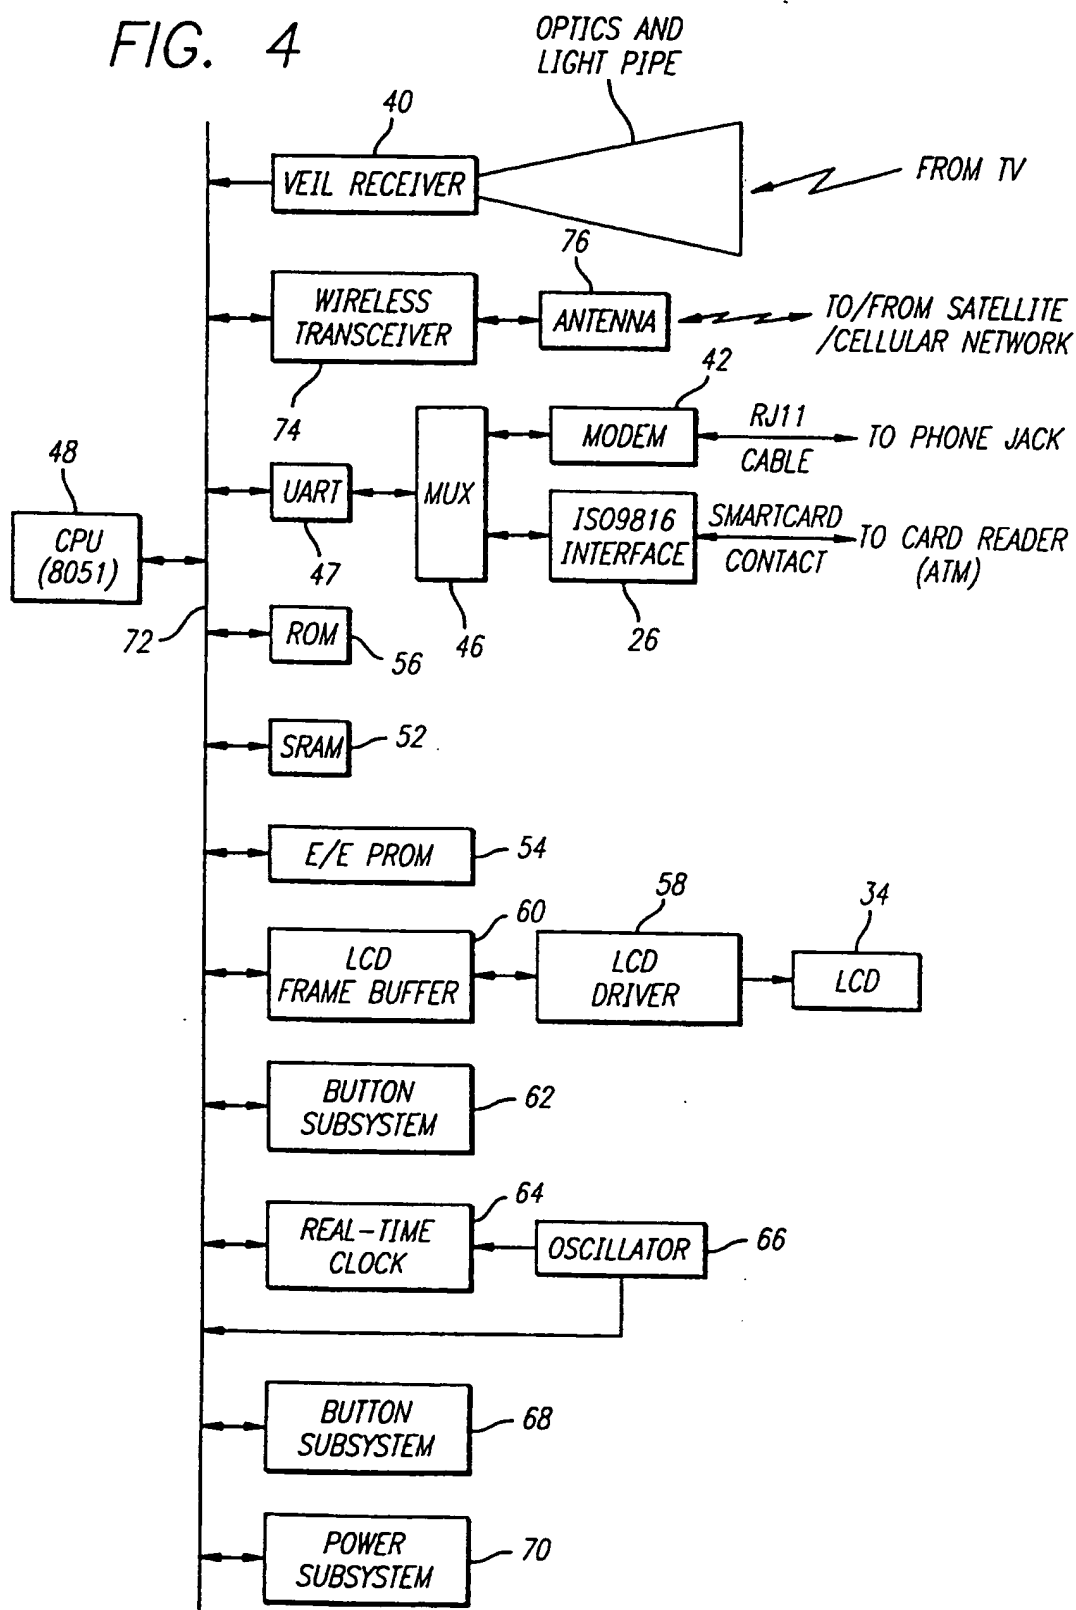 FIG. 4
OPTICS AND
LIGHT PIPE
40
VEIL RECEIVER
FROM TV
76
WIRELESS
TRANSCEIVER
ANTENNA
TO/FROM SATELLITE
/CELLULAR NETWORK
74
42
MODEM
RJ11
CABLE
TO PHONE JACK
48
CPU
(8051)
UART
47
MUX
46
ISO9816
INTERFACE
SMARTCARD
CONTACT
TO CARD READER
(ATM)
26
72
ROM
56
SRAM
52
E/E PROM
54
60
LCD
FRAME BUFFER
58
LCD
DRIVER
34
LCD
BUTTON
SUBSYSTEM
62
64
REAL-TIME
CLOCK
OSCILLATOR
66
BUTTON
SUBSYSTEM
68
POWER
SUBSYSTEM
70